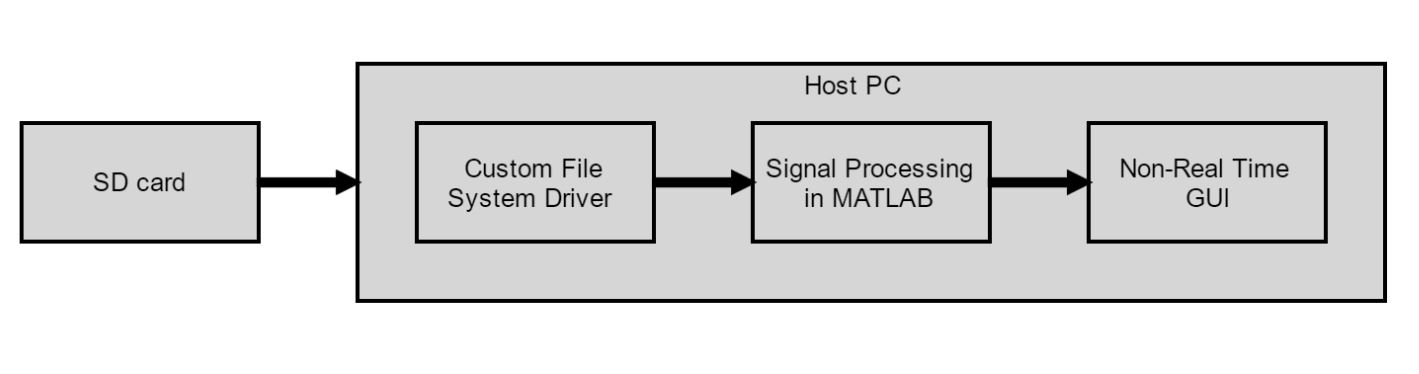 Host PC
SD card
Custom File
System Driver
Signal Processing
in MATLAB
Non-Real Time
GUI